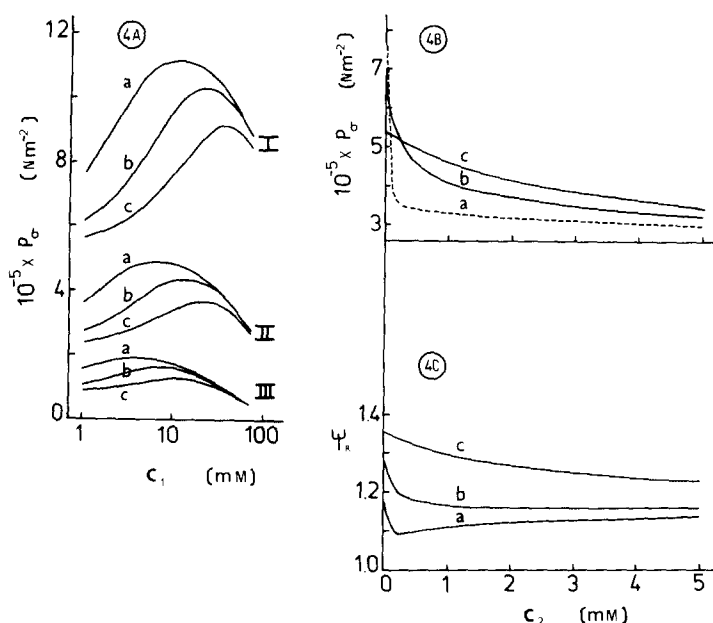 4A
12
8
4
0
10⁻⁵ × Pσ (Nm⁻²)
a
b
c
I
a
b
c
II
a
b
c
III
1
10
100
C₁ (mM)
4B
7
5
3
10⁻⁵ × Pσ (Nm⁻²)
c
b
a
4C
1.4
1.2
1.0
c
b
a
0
1
2
3
4
5
C₂ (mM)